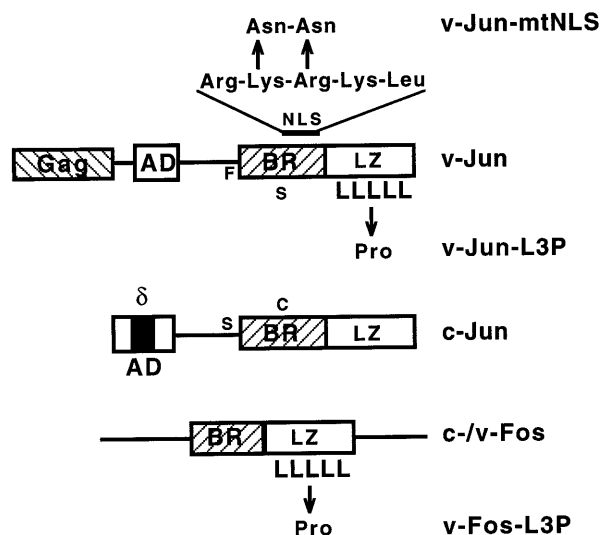 Asn-Asn v-Jun-mtNLS
Arg-Lys-Arg-Lys-Leu
NLS
Gag AD F BR LZ v-Jun
S LLLLL
Pro v-Jun-L3P
δ C
S BR LZ c-Jun
AD
BR LZ c-/v-Fos
LLLLL
Pro v-Fos-L3P